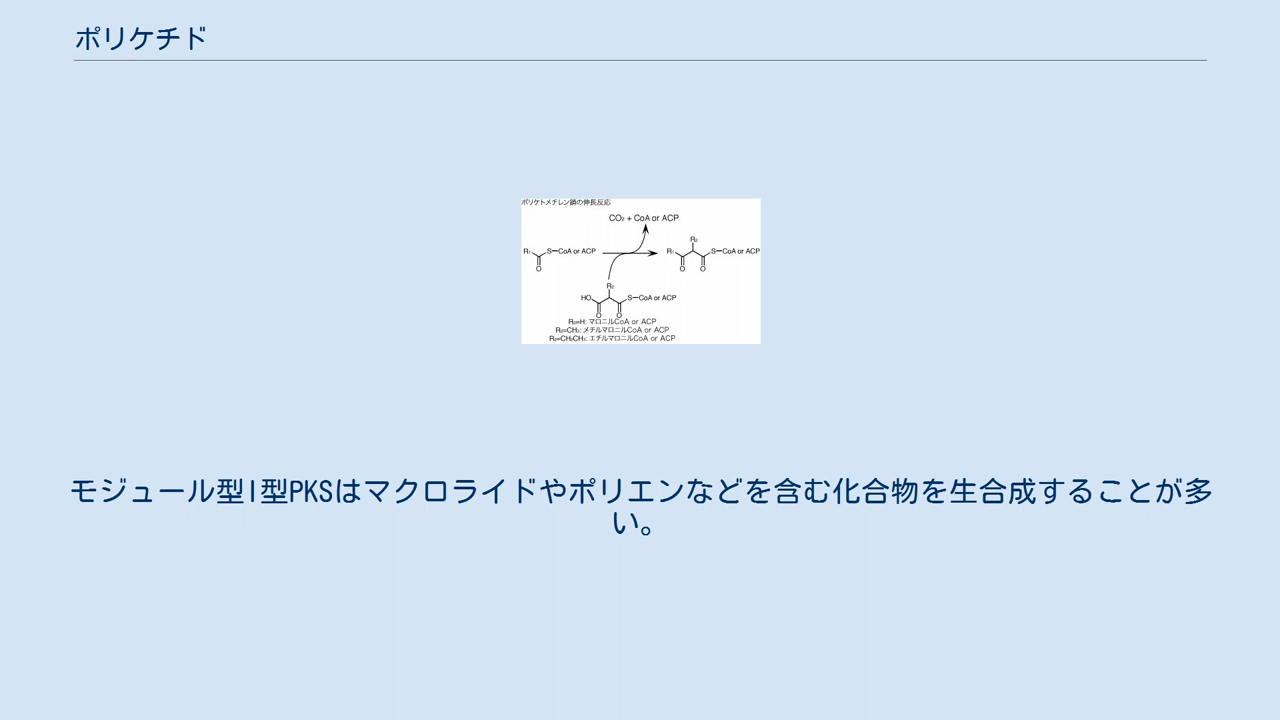 ポリケチド
ポリケトメチレン鎖の伸長反応
CO₂ + CoA or ACP
R₁ S-CoA or ACP
O
R₂
R₁ S-CoA or ACP
O O
R₂
HO S-CoA or ACP
O O
R₂=H: マロニルCoA or ACP
R₂=CH₃: メチルマロニルCoA or ACP
R₂=CH₂CH₃: エチルマロニルCoA or ACP
モジュール型I型PKSはマクロライドやポリエンなどを含む化合物を生合成することが多
い。